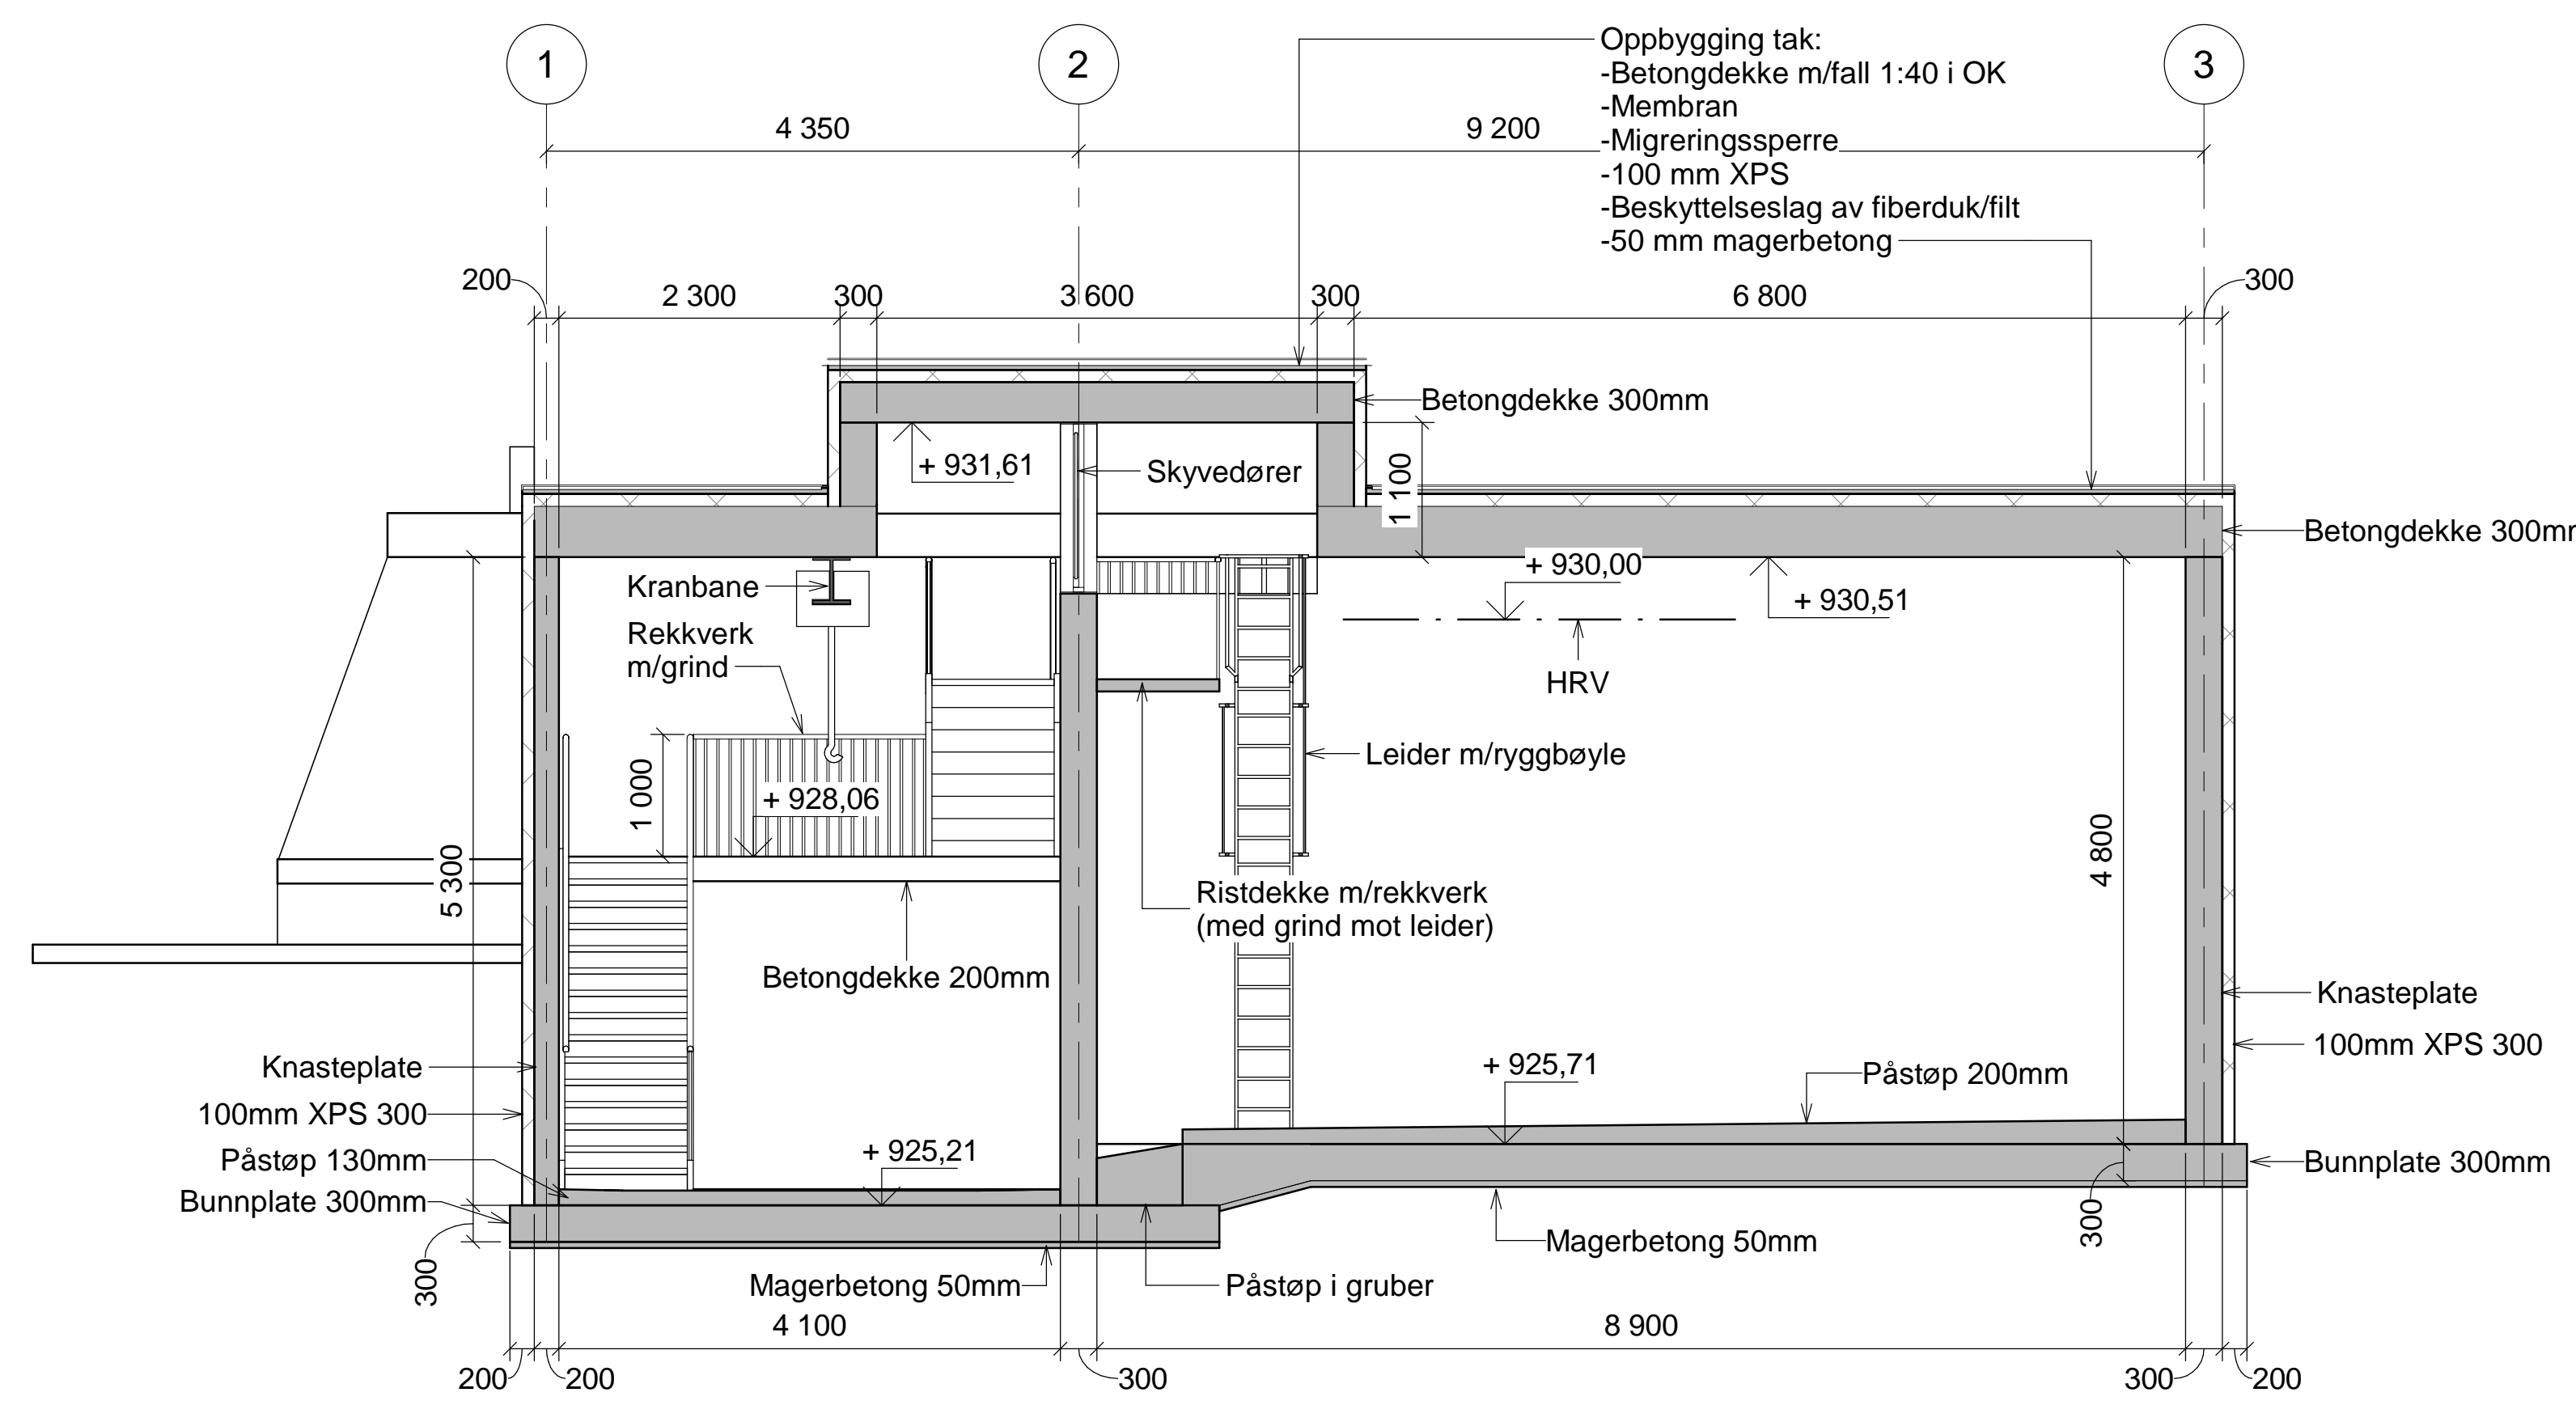 1
2
3
Oppbygging tak:
-Betongdekke m/fall 1:40 i OK
-Membran
-Migreringssperre
-100 mm XPS
-Beskyttelseslag av fiberduk/filt
-50 mm magerbetong
4 350
9 200
200
2 300
300
3 600
300
6 800
300
Betongdekke 300mm
+ 931,61
Skyvedører
1 100
Betongdekke 300mm
+ 930,00
+ 930,51
Kranbane
Rekkverk
m/grind
HRV
Leider m/ryggbøyle
1 000
+ 928,06
5 300
4 800
Ristdekke m/rekkverk
(med grind mot leider)
Betongdekke 200mm
Knasteplate
100mm XPS 300
Knasteplate
100mm XPS 300
Påstøp 130mm
Bunnplate 300mm
+ 925,21
+ 925,71
Påstøp 200mm
Bunnplate 300mm
300
300
Magerbetong 50mm
Magerbetong 50mm
Påstøp i gruber
4 100
8 900
200
200
300
300
200